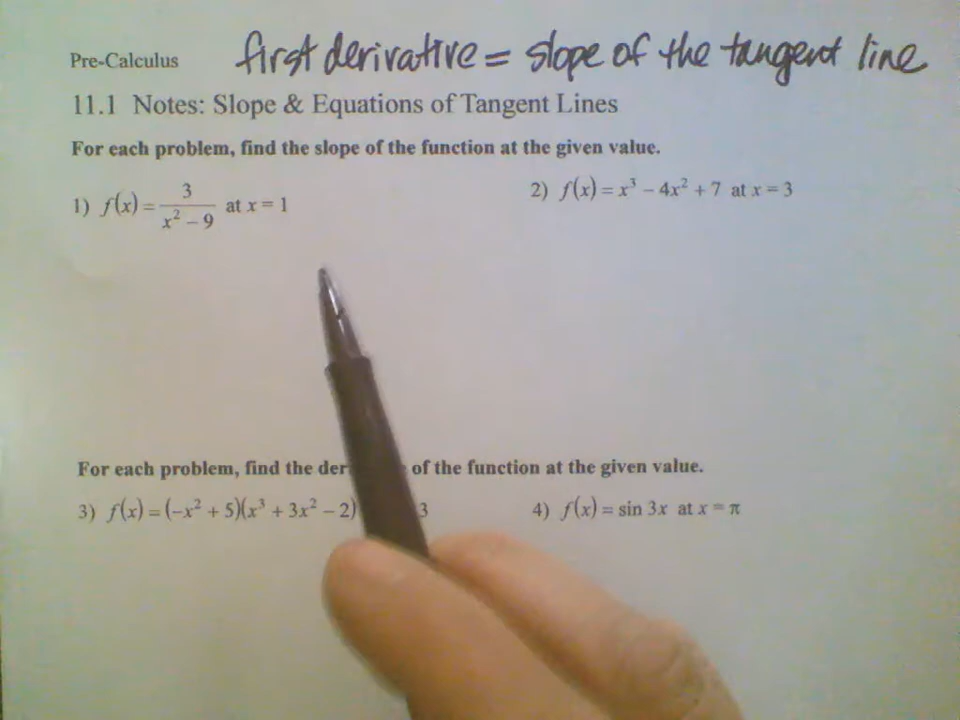 Pre-Calculus first derivative = slope of the tangent line
11.1 Notes: Slope & Equations of Tangent Lines
For each problem, find the slope of the function at the given value.
1) f(x) = 3/(x² - 9) at x = 1
2) f(x) = x³ - 4x² + 7 at x = 3
For each problem, find the of the function at the given value.
3) f(x) = (-x² + 5)(x³ + 3x² - 2) 3
4) f(x) = sin 3x at x = π